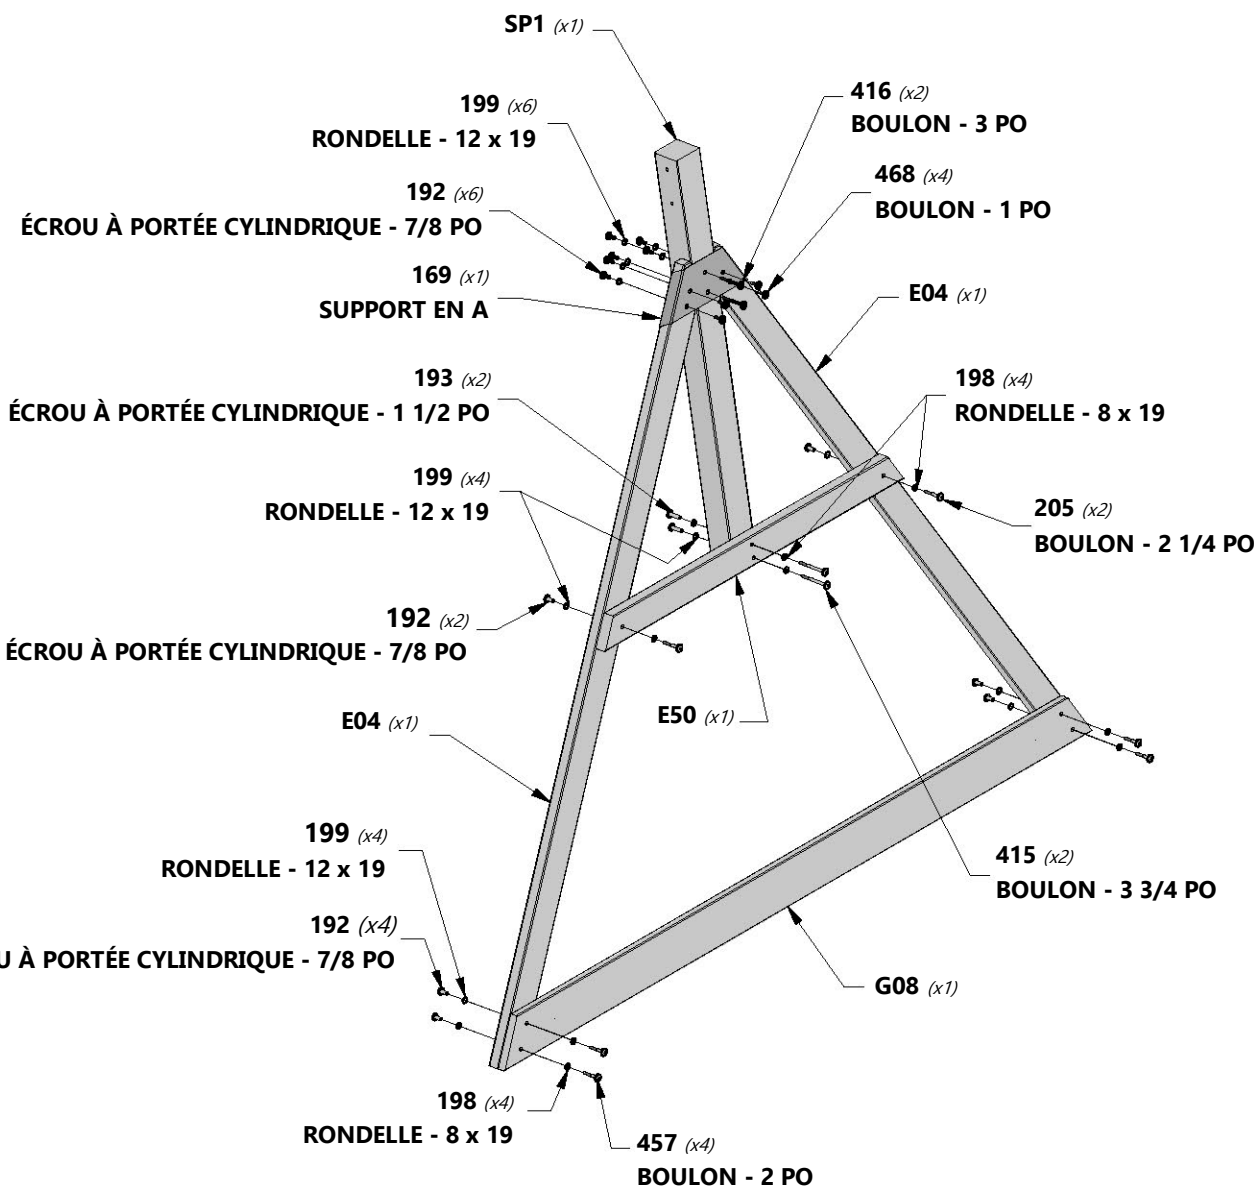 SP1 (x1)
199 (x6)
RONDELLE - 12 x 19
416 (x2)
BOULON - 3 PO
192 (x6)
ÉCROU À PORTÉE CYLINDRIQUE - 7/8 PO
468 (x4)
BOULON - 1 PO
169 (x1)
SUPPORT EN A
E04 (x1)
193 (x2)
ÉCROU À PORTÉE CYLINDRIQUE - 1 1/2 PO
198 (x4)
RONDELLE - 8 x 19
199 (x4)
RONDELLE - 12 x 19
205 (x2)
BOULON - 2 1/4 PO
192 (x2)
ÉCROU À PORTÉE CYLINDRIQUE - 7/8 PO
E04 (x1)
E50 (x1)
199 (x4)
RONDELLE - 12 x 19
415 (x2)
BOULON - 3 3/4 PO
192 (x4)
U À PORTÉE CYLINDRIQUE - 7/8 PO
G08 (x1)
198 (x4)
RONDELLE - 8 x 19
457 (x4)
BOULON - 2 PO